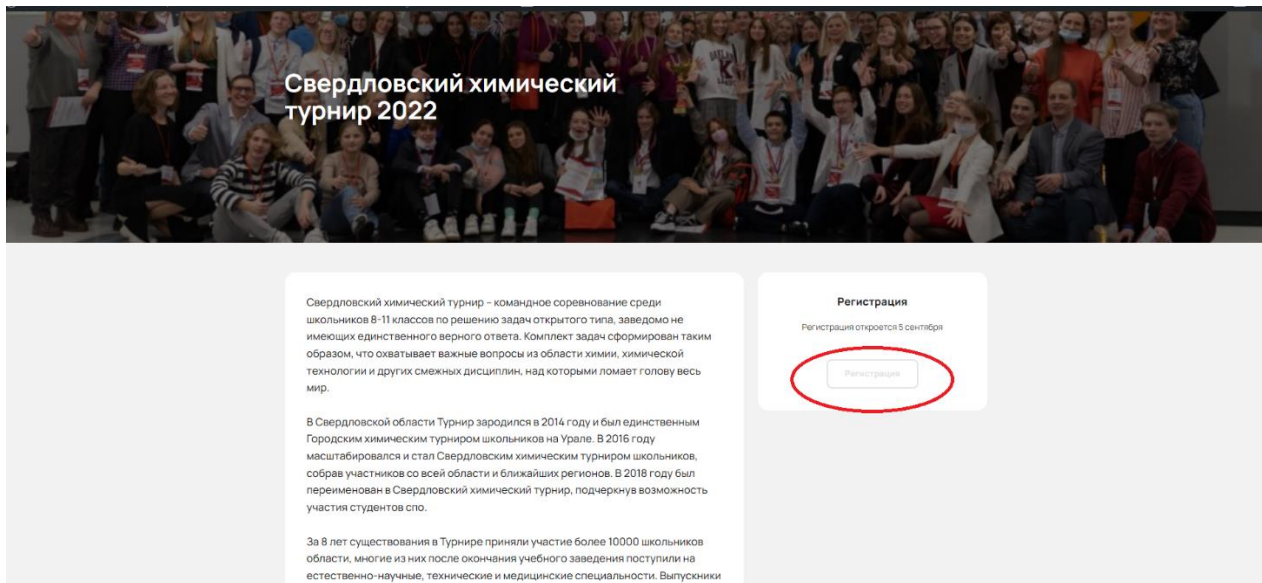 Свердловский химический
турнир 2022
Свердловский химический турнир – командное соревнование среди
школьников 8-11 классов по решению задач открытого типа, заведомо не
имеющих единственного верного ответа. Комплект задач сформирован таким
образом, что охватывает важные вопросы из области химии, химической
технологии и других смежных дисциплин, над которыми ломает голову весь
мир.
В Свердловской области Турнир зародился в 2014 году и был единственным
Городским химическим турниром школьников на Урале. В 2016 году
масштабировался и стал Свердловским химическим турниром школьников,
собрав участников со всей области и ближайших регионов. В 2018 году был
переименован в Свердловский химический турнир, подчеркнув возможность
участия студентов спо.
За 8 лет существования в Турнире приняли участие более 10000 школьников
области, многие из них после окончания учебного заведения поступили на
естественно-научные, технические и медицинские специальности. Выпускники
Регистрация
Регистрация откроется 5 сентября
Регистрация